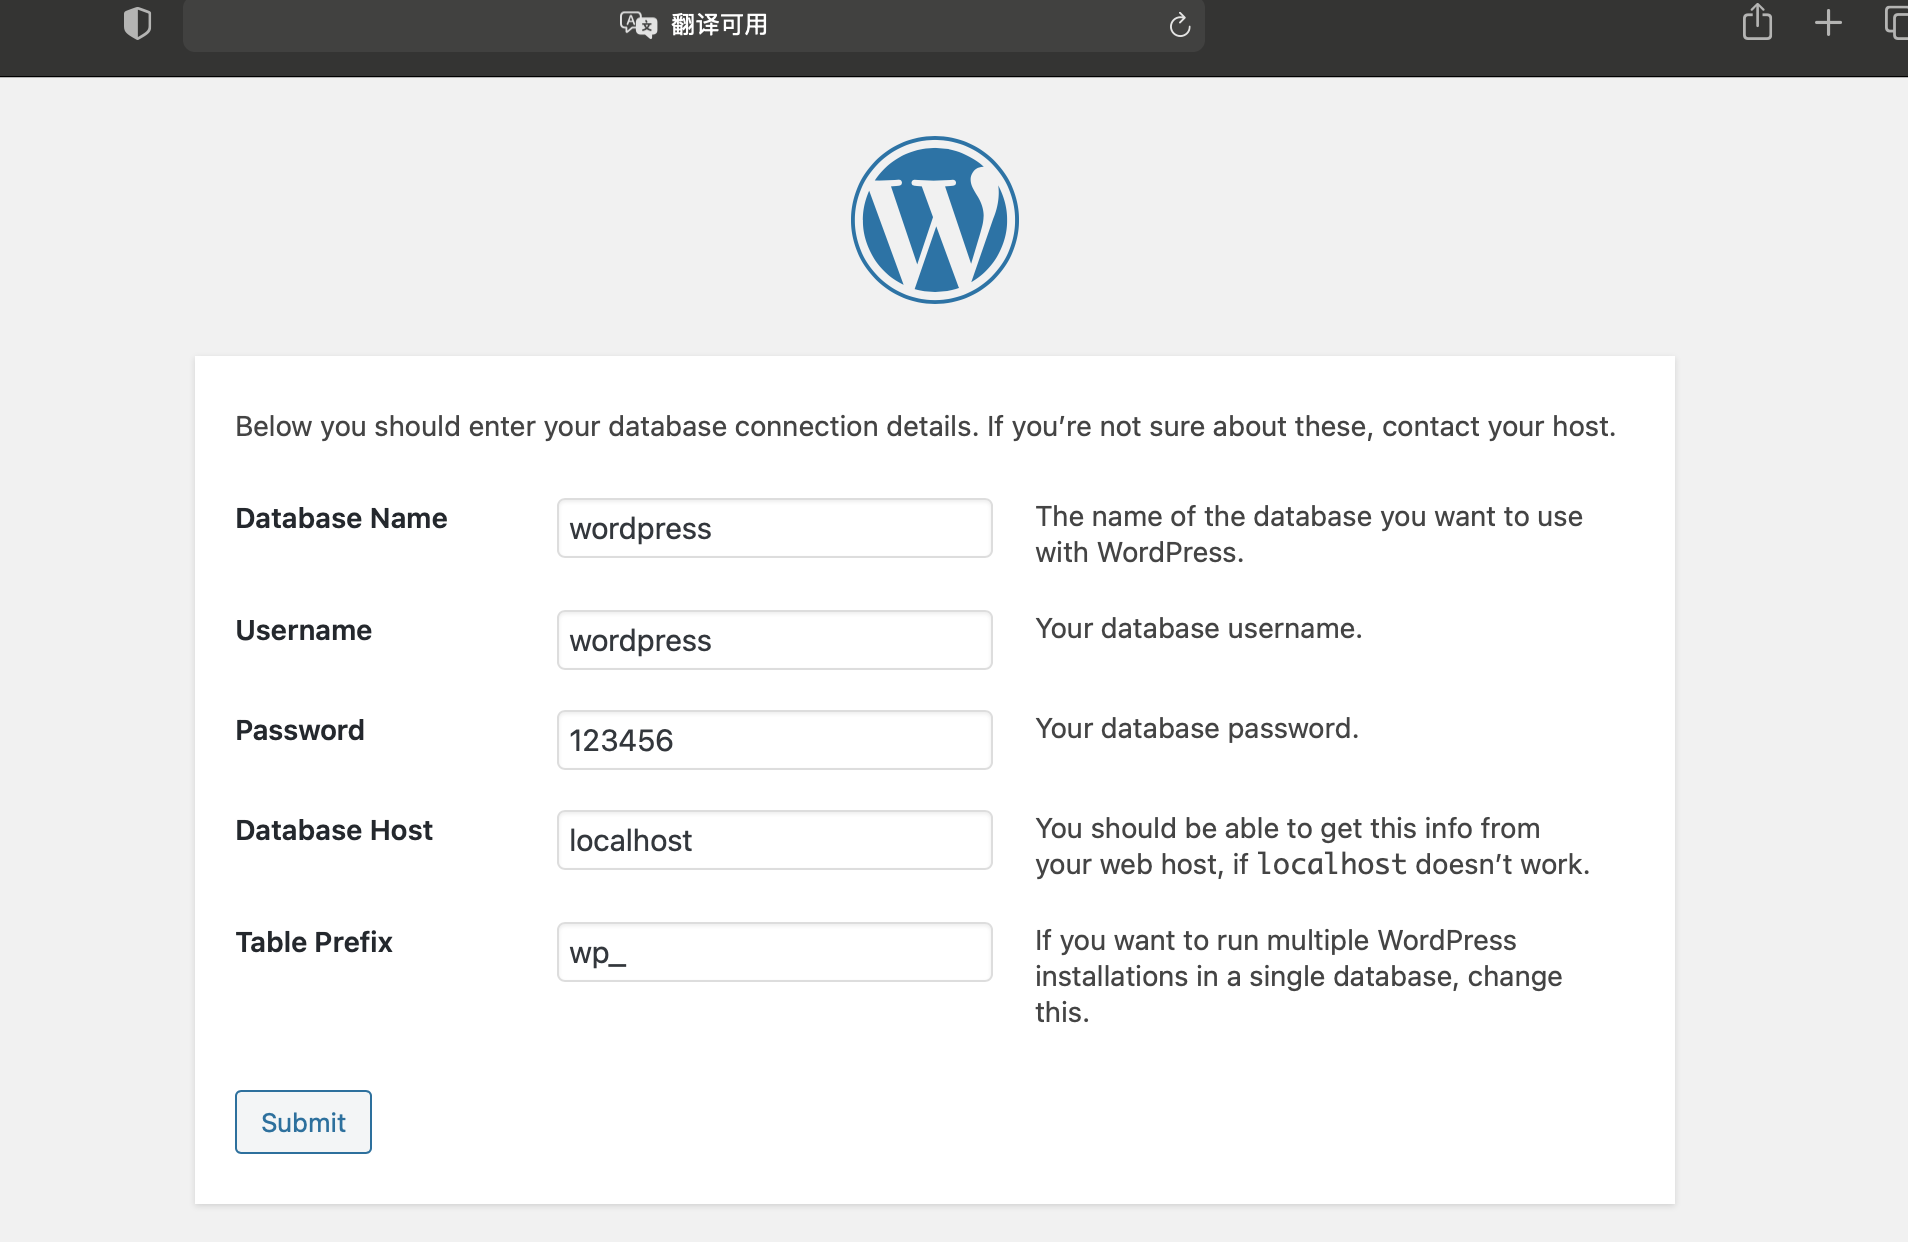 翻译可用
Below you should enter your database connection details. If you’re not sure about these, contact your host.
Database Name
wordpress
The name of the database you want to use
with WordPress.
Username
wordpress
Your database username.
Password
123456
Your database password.
Database Host
localhost
You should be able to get this info from
your web host, if localhost doesn’t work.
Table Prefix
wp_
If you want to run multiple WordPress
installations in a single database, change
this.
Submit